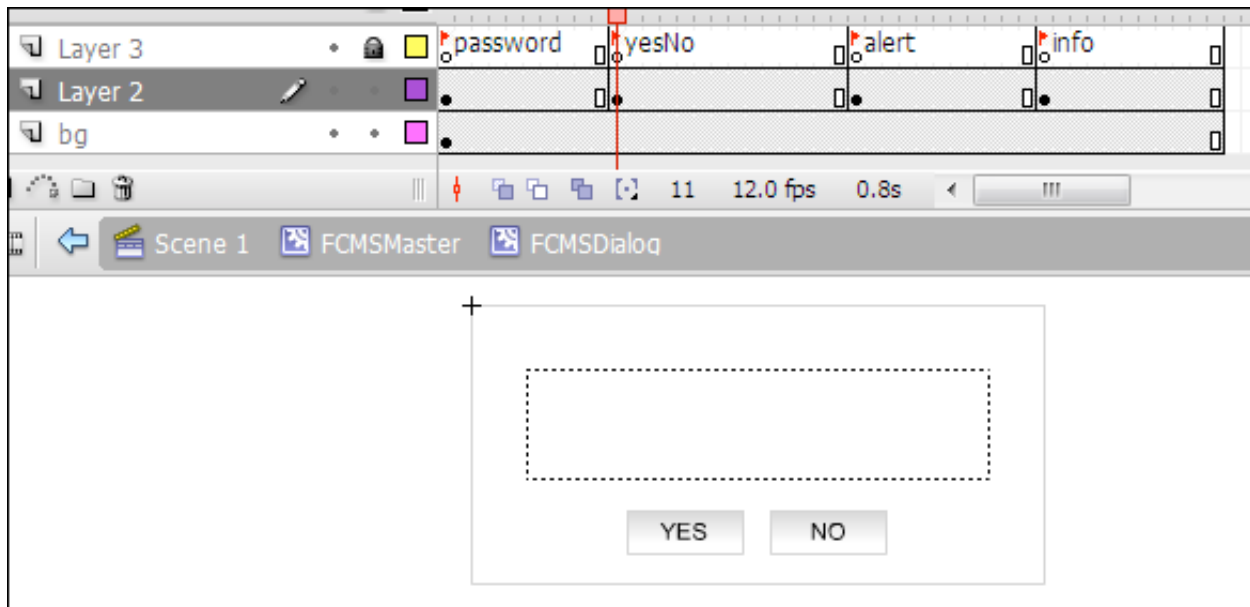 Layer 3 password yesNo alert info
Layer 2
bg
11 12.0 fps 0.8s
Scene 1 FCMSMaster FCMSDialog
YES NO